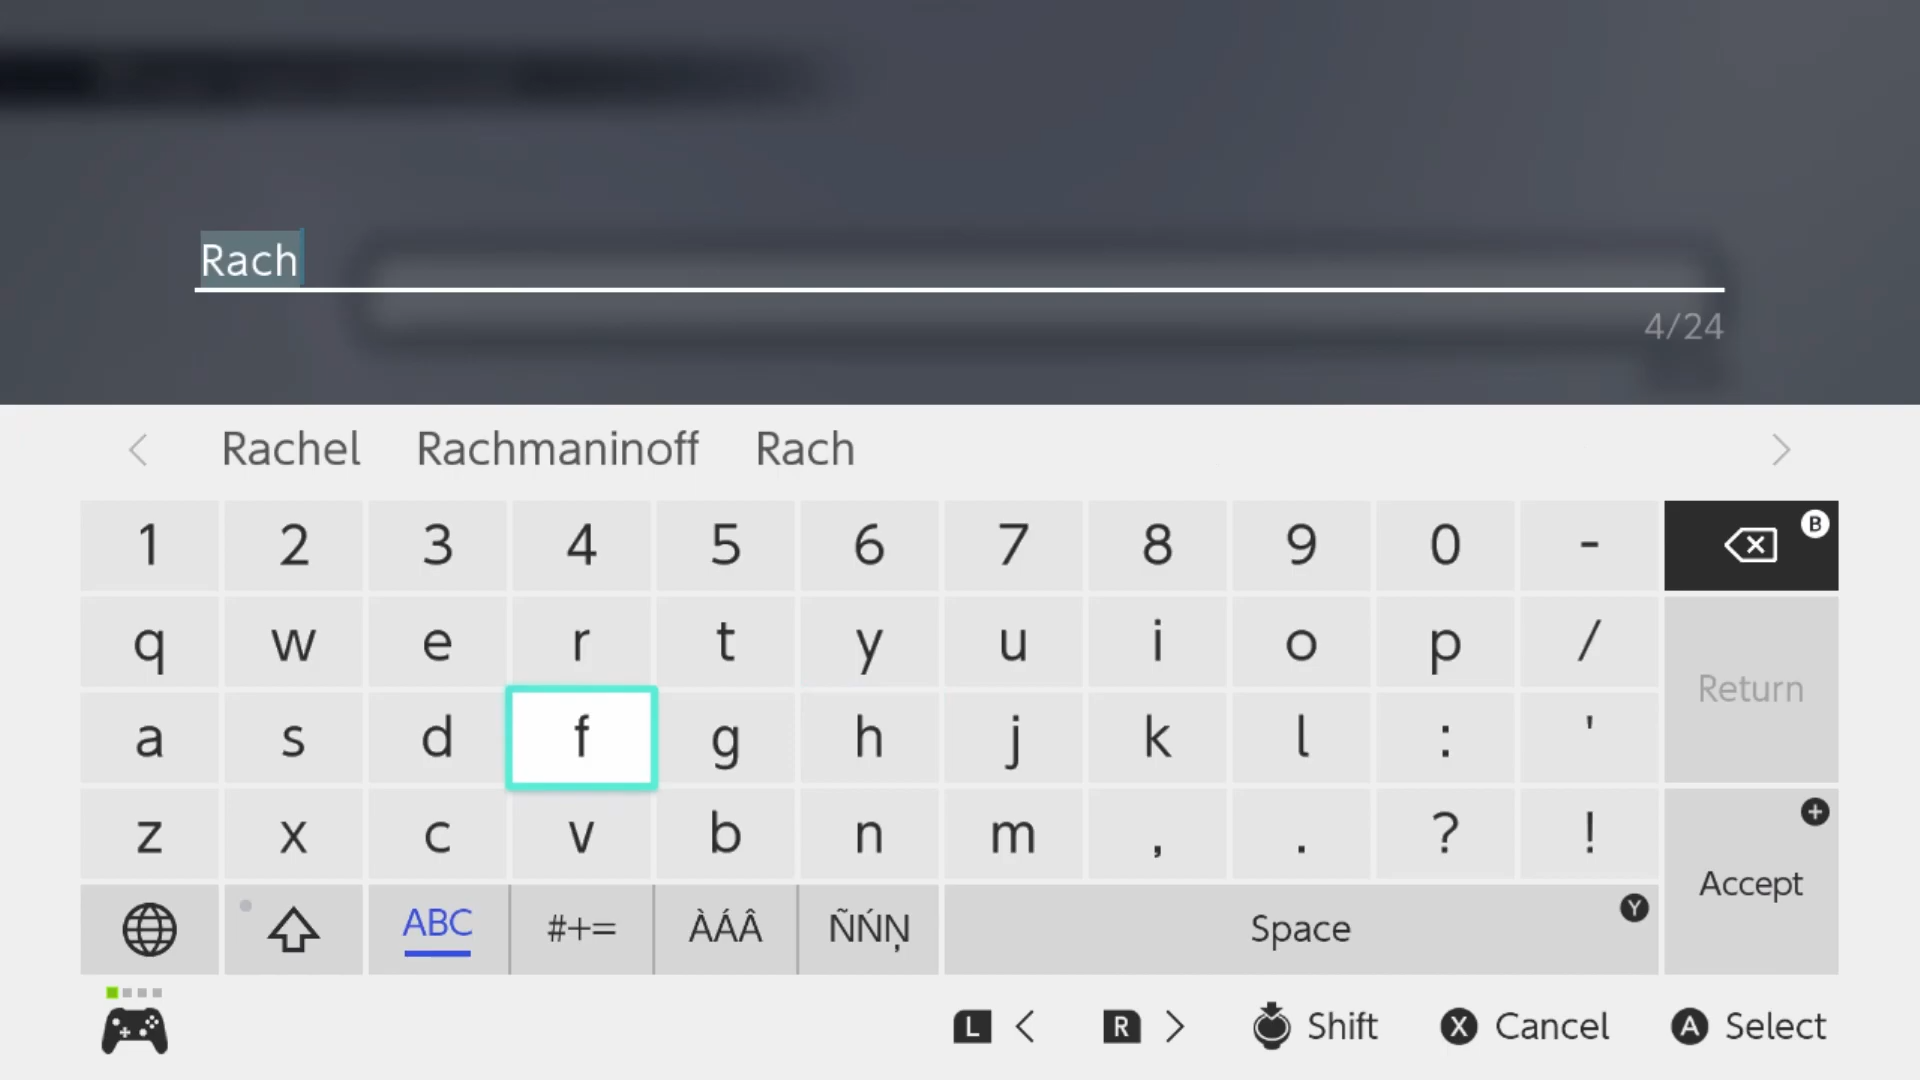 Rach
4/24
Rachel Rachmaninoff Rach
1 2 3 4 5 6 7 8 9 0 - B
q w e r t y u i o p /
Return
a s d f g h j k l : '
z x c v b n m , . ? ! +
Accept
ABC #+= ÀÁÂ ÑŃŅ Space Y
L < R > Shift X Cancel A Select